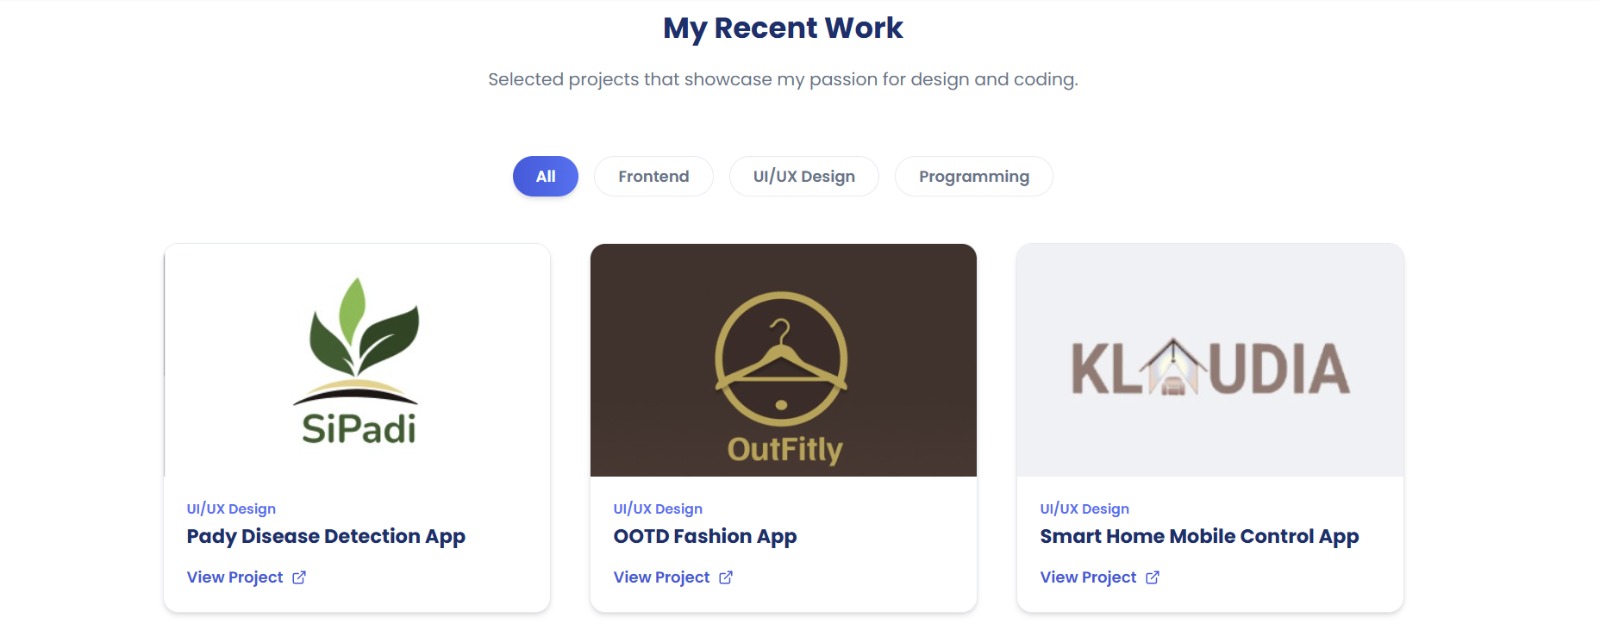 My Recent Work
Selected projects that showcase my passion for design and coding.
All Frontend UI/UX Design Programming
SiPadi
OutFitly
KLAUDIA
UI/UX Design
Pady Disease Detection App
View Project
UI/UX Design
OOTD Fashion App
View Project
UI/UX Design
Smart Home Mobile Control App
View Project